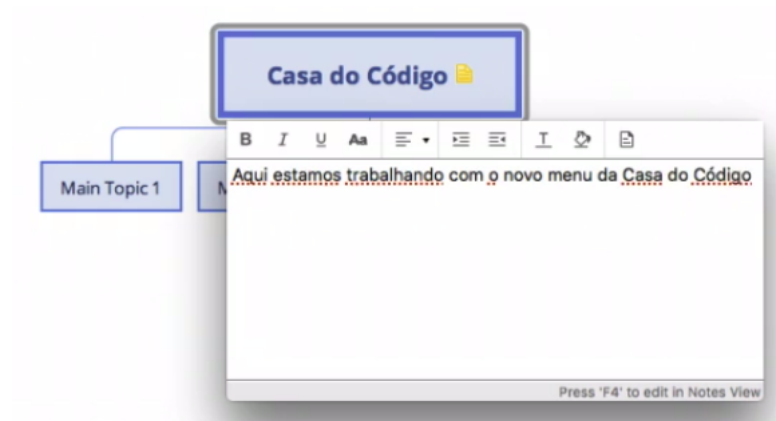 Casa do Código
B I U Aa T
Main Topic 1
M
Aqui estamos trabalhando com o novo menu da Casa do Código
Press 'F4' to edit in Notes View